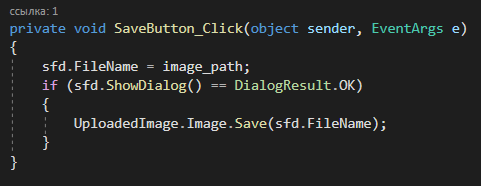 ссылка: 1
private void SaveButton_Click(object sender, EventArgs e)
{
sfd.FileName = image_path;
if (sfd.ShowDialog() == DialogResult.OK)
{
UploadedImage.Image.Save(sfd.FileName);
}
}